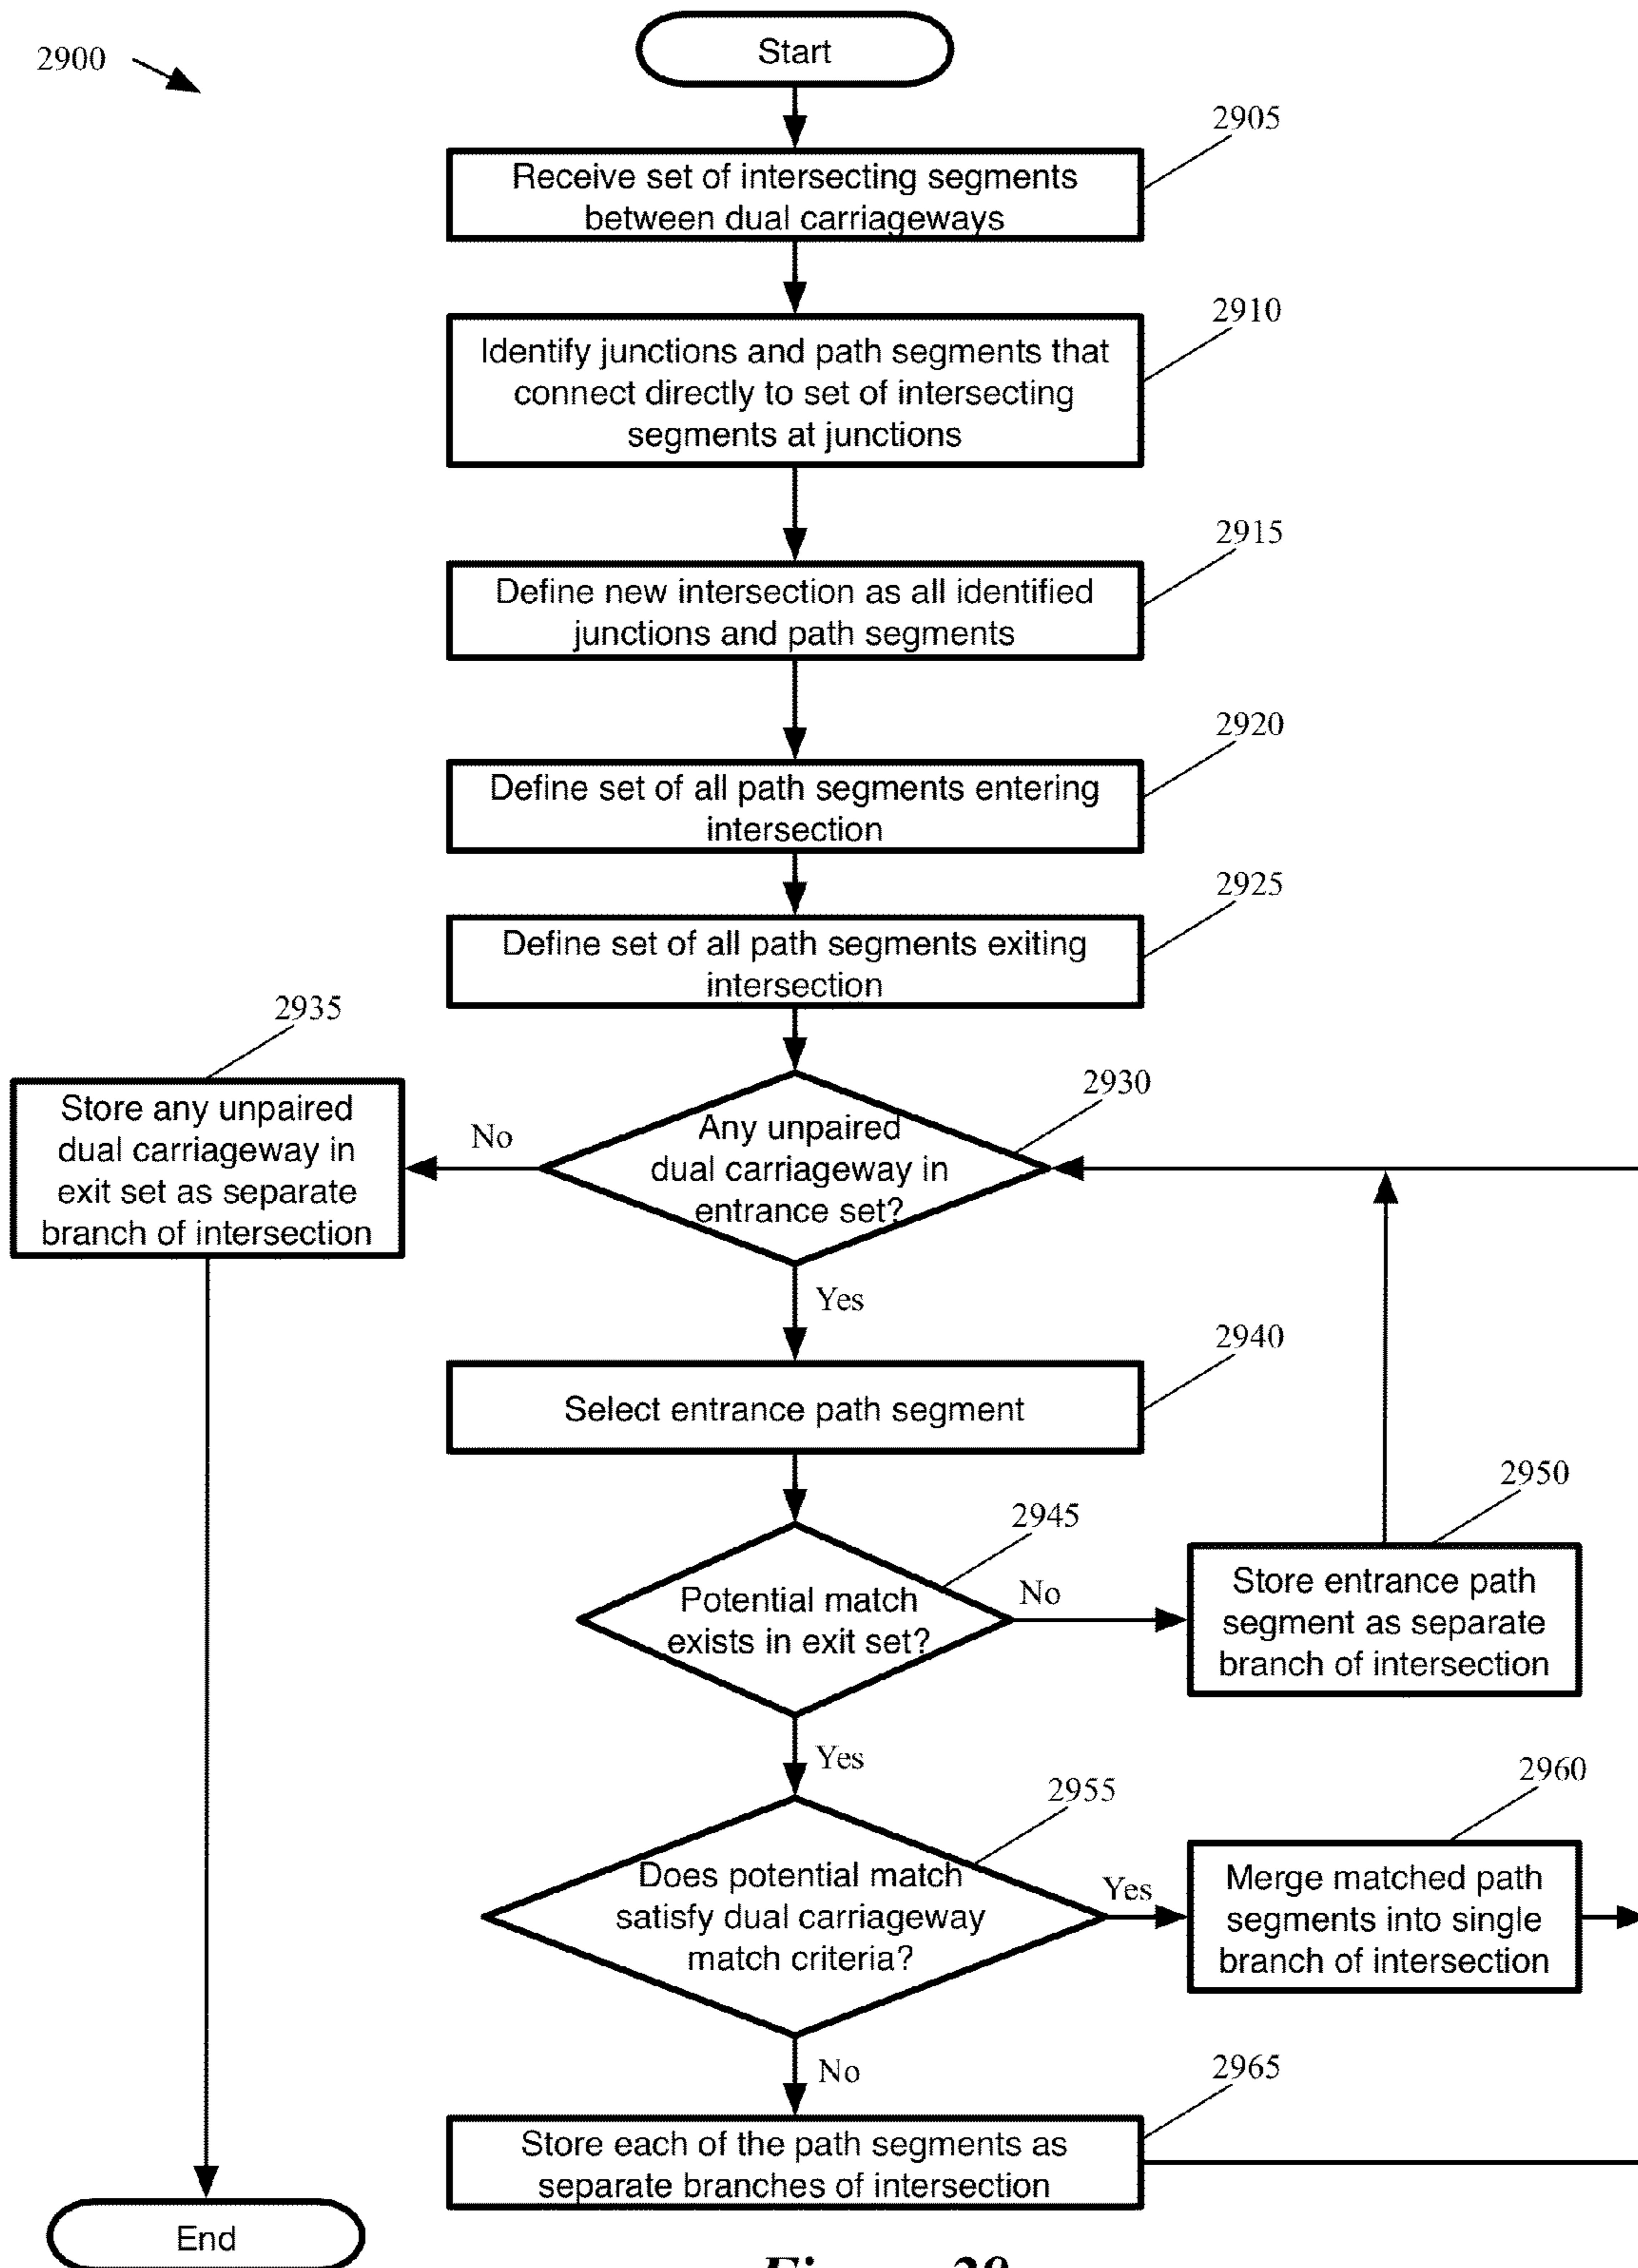 2900
Start
2905
Receive set of intersecting segments
between dual carriageways
2910
Identify junctions and path segments that
connect directly to set of intersecting
segments at junctions
2915
Define new intersection as all identified
junctions and path segments
2920
Define set of all path segments entering
intersection
2925
Define set of all path segments exiting
intersection
2935
Store any unpaired
dual carriageway in
exit set as separate
branch of intersection
No
2930
Any unpaired
dual carriageway in
entrance set?
Yes
2940
Select entrance path segment
2945
Potential match
exists in exit set?
No
2950
Store entrance path
segment as separate
branch of intersection
Yes
2955
Does potential match
satisfy dual carriageway
match criteria?
Yes
2960
Merge matched path
segments into single
branch of intersection
No
2965
Store each of the path segments as
separate branches of intersection
End
Figure 29